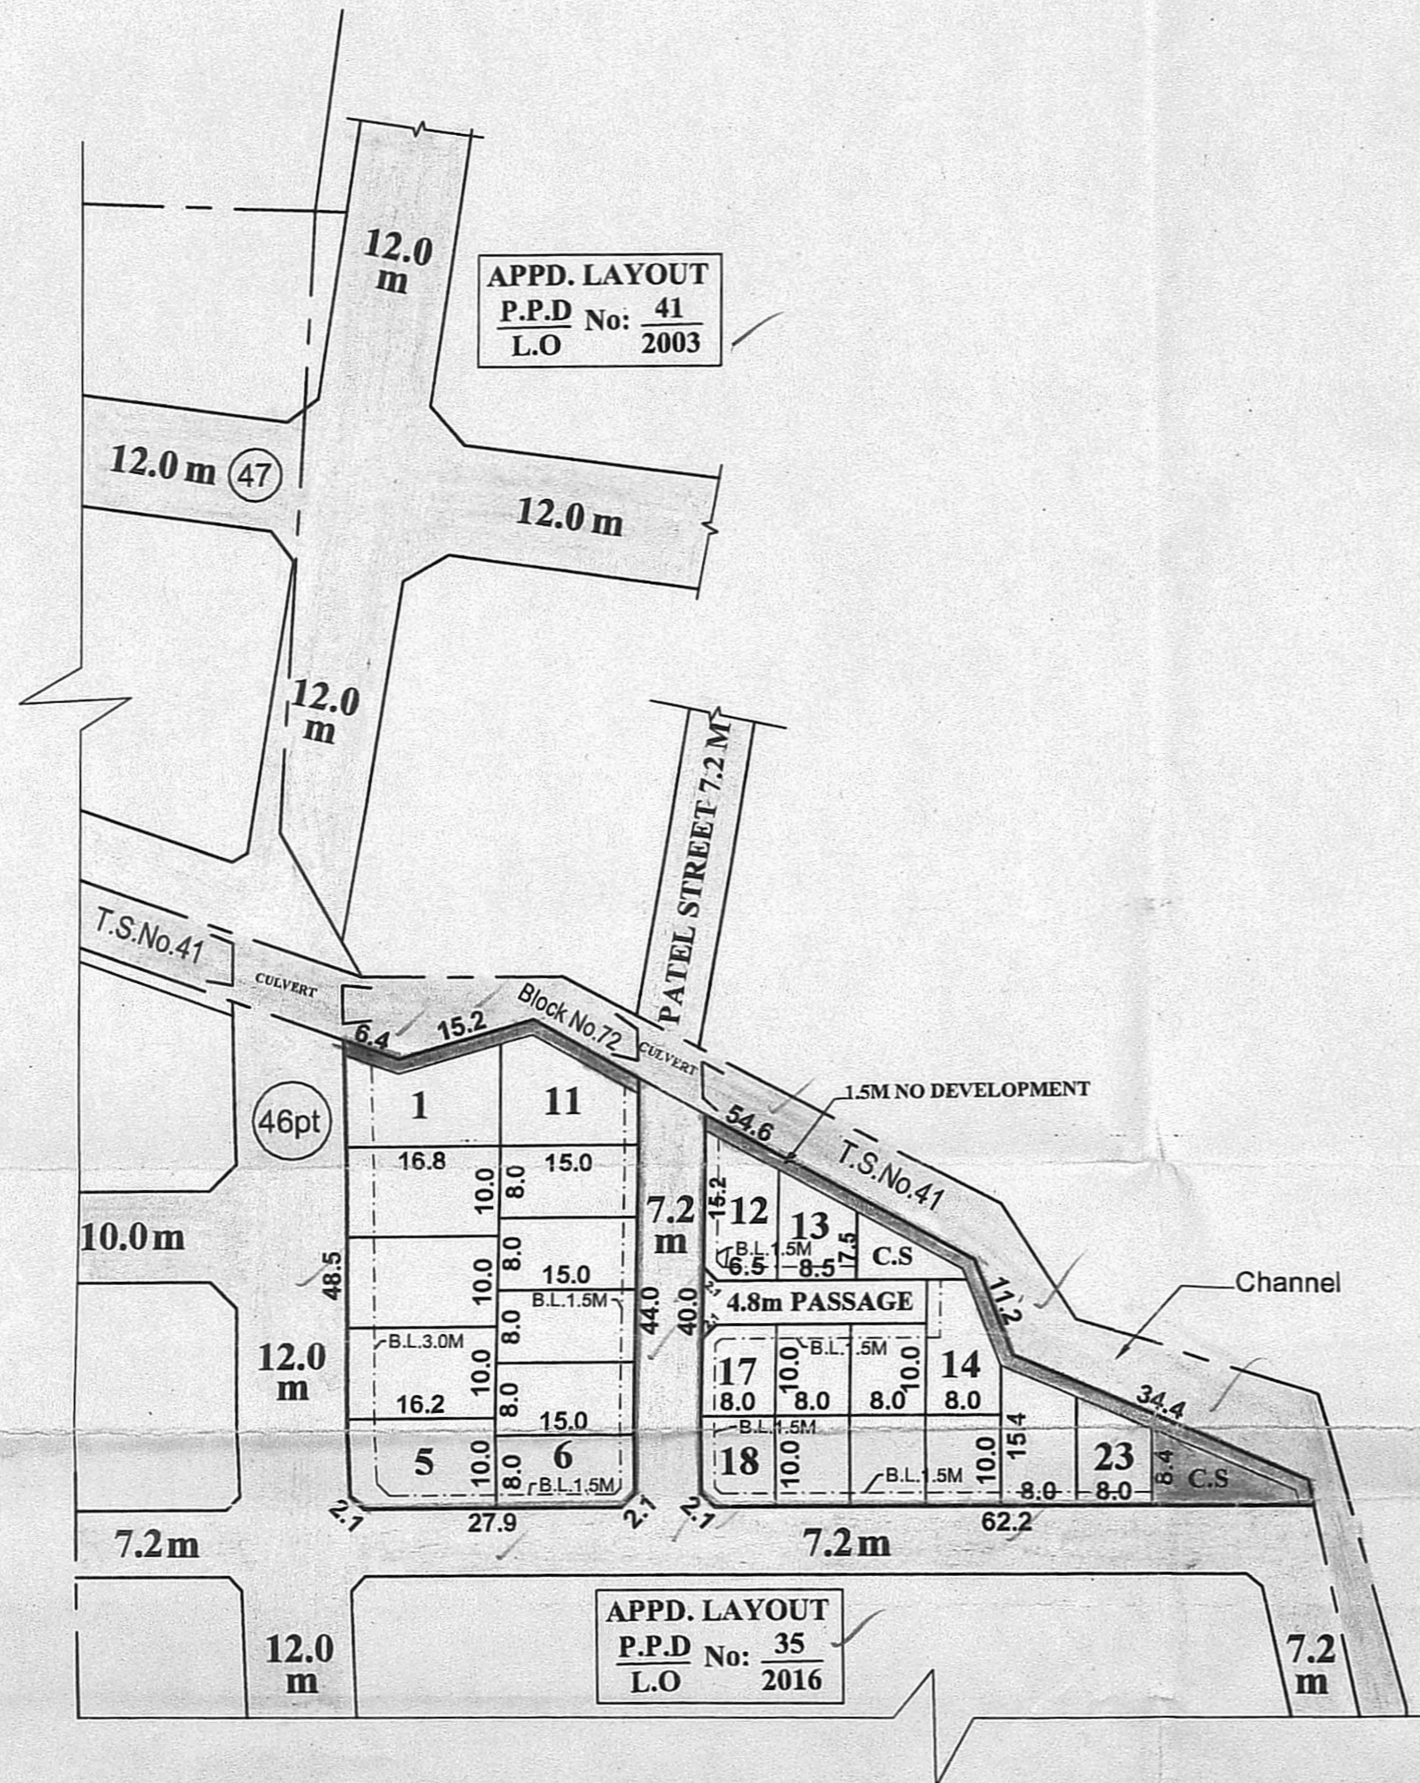 12.0
m
APPD. LAYOUT
P.P.D No: 41
L.O 2003
12.0 m 47
12.0 m
12.0
m
PATEL STREET 7.2 M
T.S.No.41
CULVERT
Block No.72
CULVERT
6.4
15.2
54.6
1.5M NO DEVELOPMENT
T.S.No.41
46pt
1
11
16.8
15.0
10.0
8.0
15.2
12
13
7.5
C.S
B.L.1.5M
6.5
8.5
7.2
m
10.0 m
48.5
10.0
8.0
15.0
B.L.1.5M
44.0
40.0
2.1
2.1
4.8m PASSAGE
11.2
Channel
8.0
B.L.3.0M
12.0
m
10.0
8.0
16.2
15.0
17
10.0
B.L.1.5M
10.0
14
8.0
8.0
8.0
8.0
34.4
5
10.0
8.0
6
B.L.1.5M
B.L.1.5M
18
10.0
B.L.1.5M
10.0
15.4
23
8.4
C.S
8.0
8.0
2.1
27.9
2.1
2.1
62.2
7.2 m
7.2 m
APPD. LAYOUT
P.P.D No: 35
L.O 2016
12.0
m
7.2
m